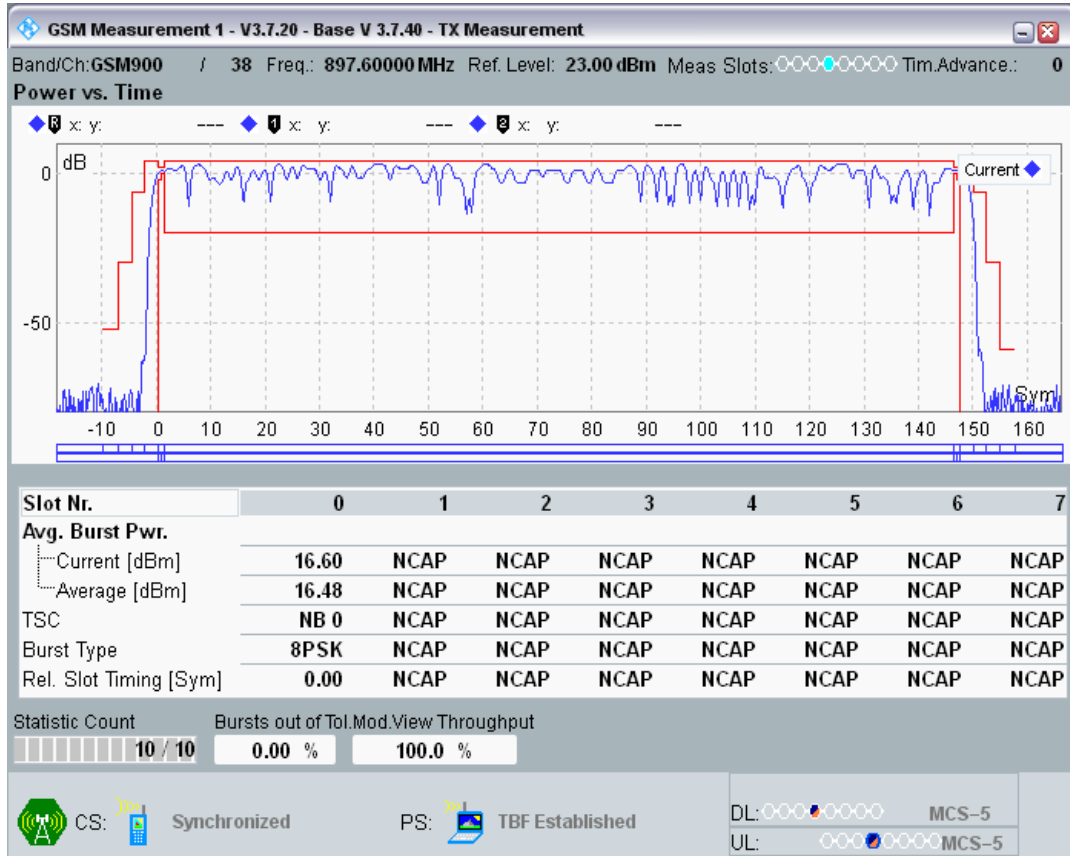 GSM Measurement 1 - V3.7.20 - Base V 3.7.40 - TX Measurement
Band/Ch:GSM900 / 38 Freq.: 897.60000 MHz Ref. Level: 23.00 dBm Meas Slots: Tim.Advance.: 0
Power vs. Time
R x: y: --- 1 x: y: --- 2 x: y: ---
dB
Current
0
-50
Sym
-10 0 10 20 30 40 50 60 70 80 90 100 110 120 130 140 150 160
Slot Nr. 0 1 2 3 4 5 6 7
Avg. Burst Pwr.
Current [dBm] 16.60 NCAP NCAP NCAP NCAP NCAP NCAP NCAP
Average [dBm] 16.48 NCAP NCAP NCAP NCAP NCAP NCAP NCAP
TSC NB 0 NCAP NCAP NCAP NCAP NCAP NCAP NCAP
Burst Type 8PSK NCAP NCAP NCAP NCAP NCAP NCAP NCAP
Rel. Slot Timing [Sym] 0.00 NCAP NCAP NCAP NCAP NCAP NCAP NCAP
Statistic Count Bursts out of Tol. Mod.View Throughput
10 / 10 0.00 % 100.0 %
CS: Synchronized PS: TBF Established DL: MCS-5
UL: MCS-5